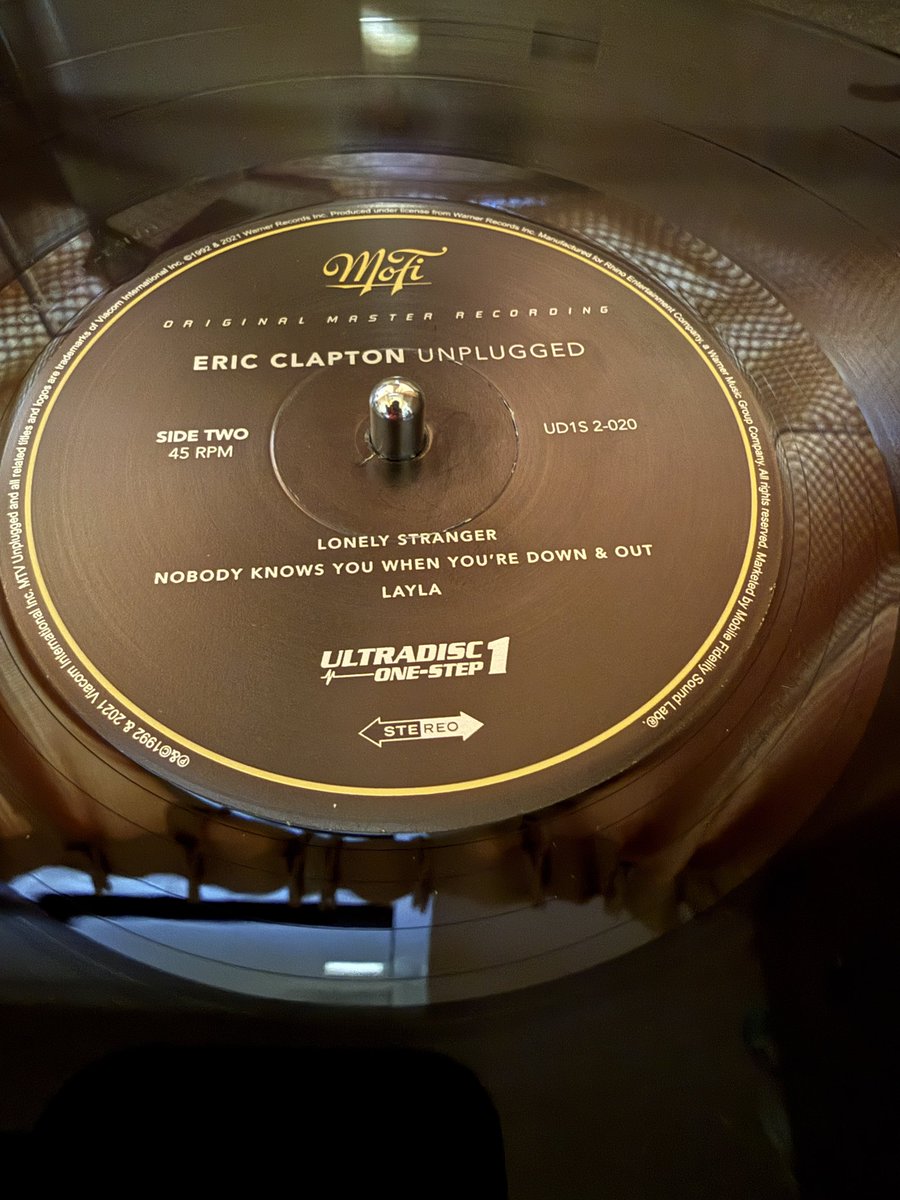 MoFi
ORIGINAL MASTER RECORDING
ERIC CLAPTON UNPLUGGED
SIDE TWO
45 RPM
UD1S 2-020
LONELY STRANGER
NOBODY KNOWS YOU WHEN YOU'RE DOWN & OUT
LAYLA
ULTRADISC
ONE-STEP 1
STEREO
℗&©1992 & 2021 Viacom International Inc. MTV Unplugged and all related titles and logos are trademarks of Viacom International Inc. ©1992 & 2021 Warner Records Inc. Produced under license from Warner Records Inc. Manufactured for Rhino Entertainment Company, a Warner Music Group Company. All rights reserved. Marketed by Mobile Fidelity Sound Lab®.